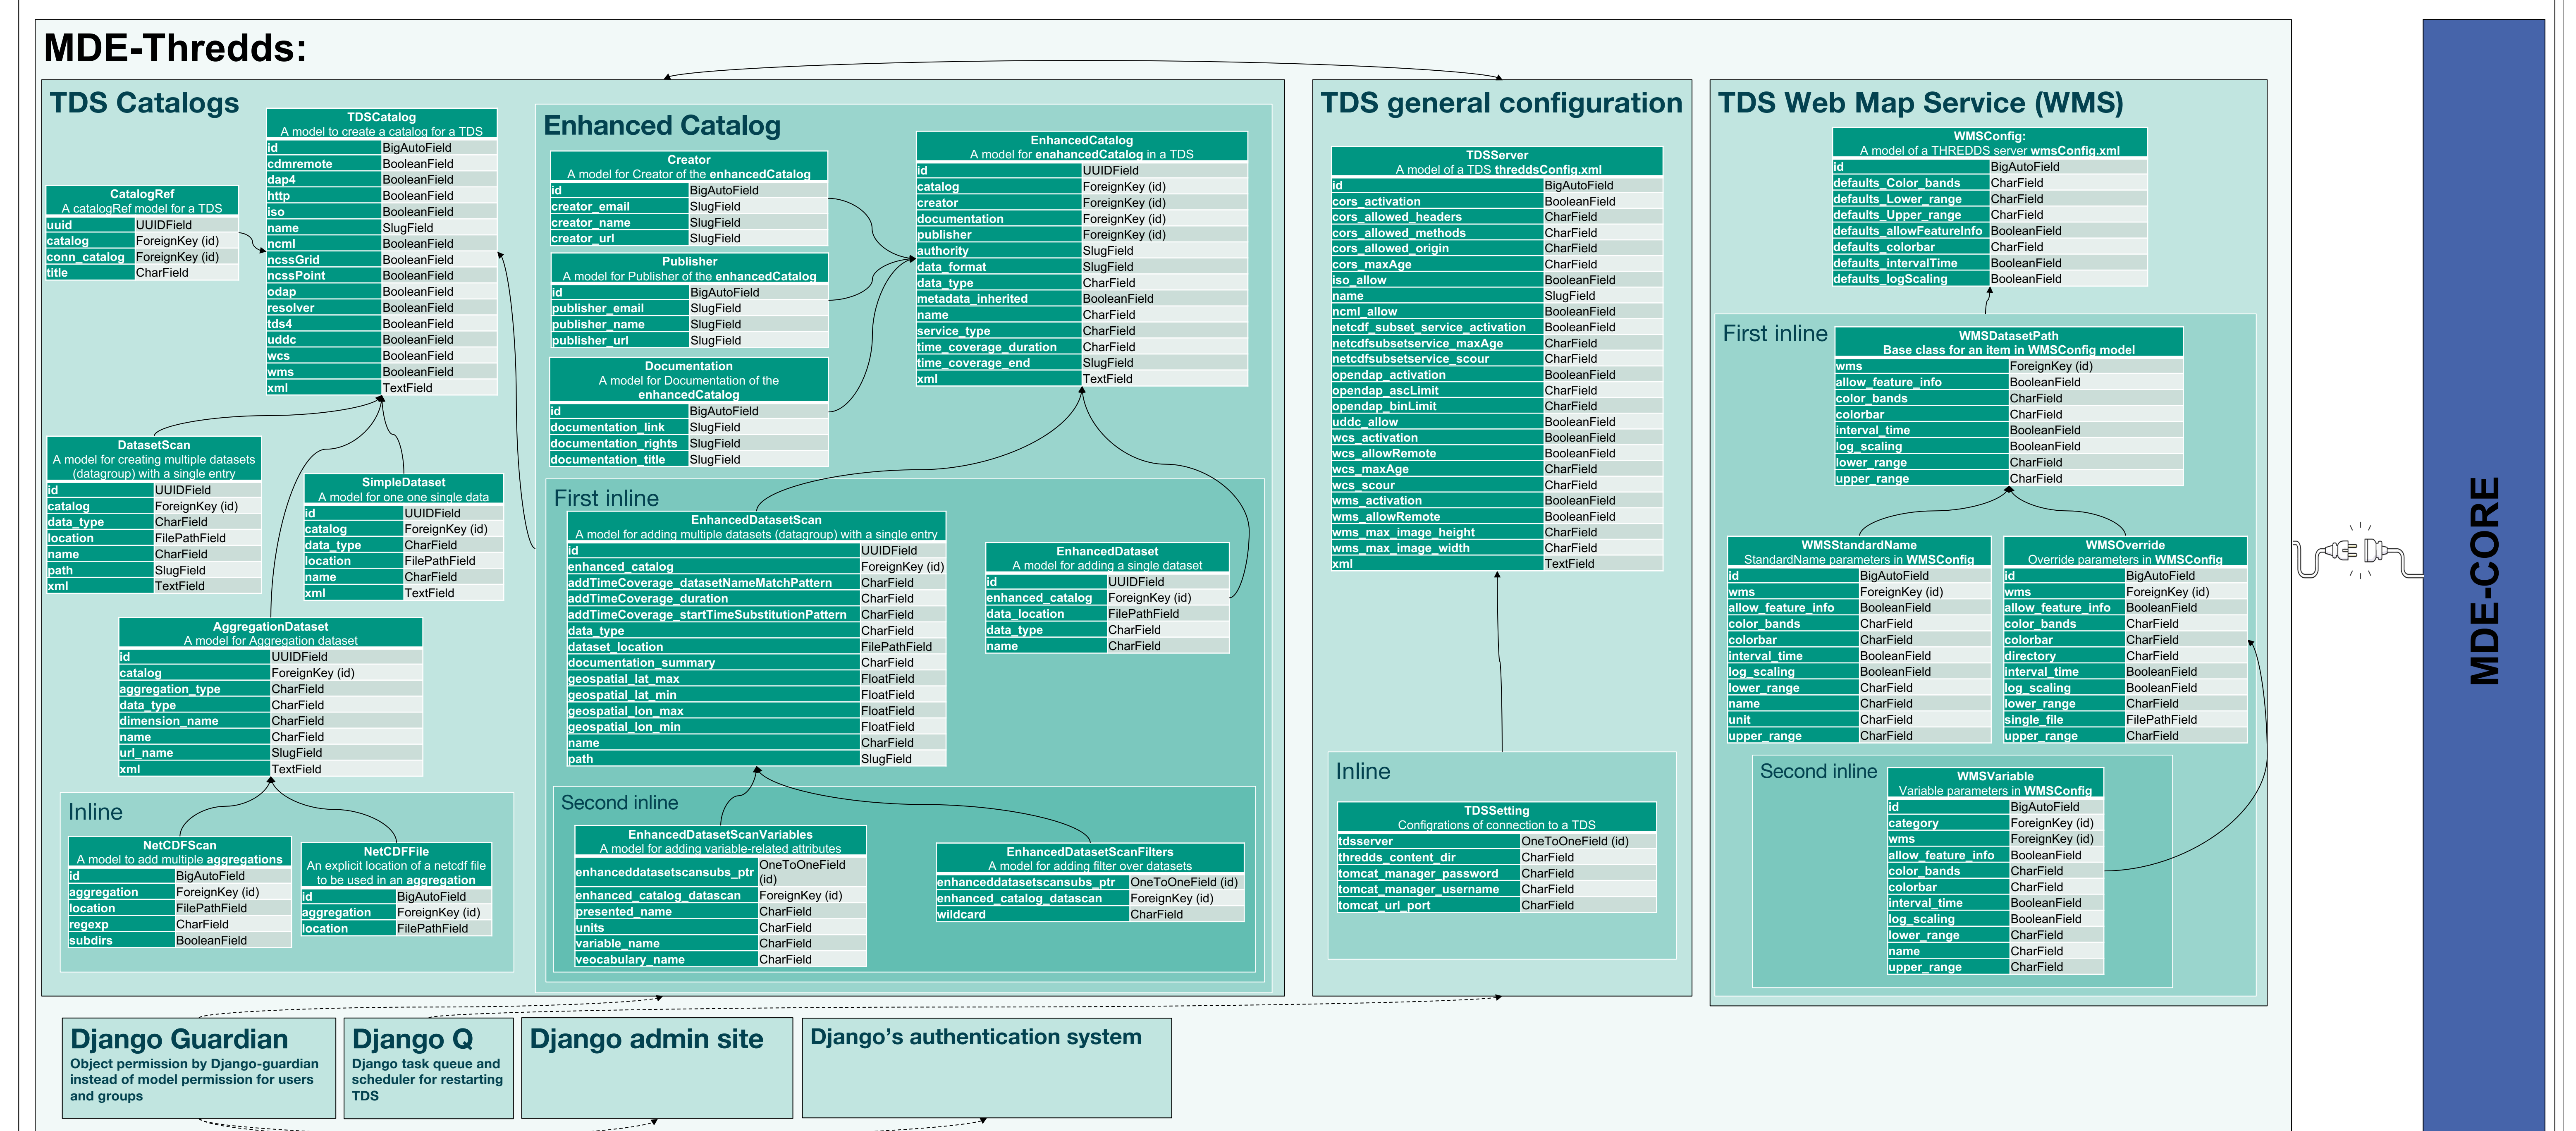 MDE-Thredds:
TDS Catalogs
TDSCatalog
A model to create a catalog for a TDS
id BigAutoField
cdmremote BooleanField
dap4 BooleanField
http BooleanField
iso BooleanField
name SlugField
ncml BooleanField
ncssGrid BooleanField
ncssPoint BooleanField
odap BooleanField
resolver BooleanField
tds4 BooleanField
uddc BooleanField
wcs BooleanField
wms BooleanField
xml TextField
CatalogRef
A catalogRef model for a TDS
uuid UUIDField
catalog ForeignKey (id)
conn_catalog ForeignKey (id)
title CharField
DatasetScan
A model for creating multiple datasets
(datagroup) with a single entry
id UUIDField
catalog ForeignKey (id)
data_type CharField
location FilePathField
name CharField
path SlugField
xml TextField
SimpleDataset
A model for one one single data
id UUIDField
catalog ForeignKey (id)
data_type CharField
location FilePathField
name CharField
xml TextField
AggregationDataset
A model for Aggregation dataset
id UUIDField
catalog ForeignKey (id)
aggregation_type CharField
data_type CharField
dimension_name CharField
name CharField
url_name SlugField
xml TextField
Inline
NetCDFScan
A model to add multiple aggregations
id BigAutoField
aggregation ForeignKey (id)
location FilePathField
regexp CharField
subdirs BooleanField
NetCDFFile
An explicit location of a netcdf file
to be used in an aggregation
id BigAutoField
aggregation ForeignKey (id)
location FilePathField
Enhanced Catalog
Creator
A model for Creator of the enhancedCatalog
id BigAutoField
creator_email SlugField
creator_name SlugField
creator_url SlugField
Publisher
A model for Publisher of the enhancedCatalog
id BigAutoField
publisher_email SlugField
publisher_name SlugField
publisher_url SlugField
Documentation
A model for Documentation of the
enhancedCatalog
id BigAutoField
documentation_link SlugField
documentation_rights SlugField
documentation_title SlugField
EnhancedCatalog
A model for enahancedCatalog in a TDS
id UUIDField
catalog ForeignKey (id)
creator ForeignKey (id)
documentation ForeignKey (id)
publisher ForeignKey (id)
authority SlugField
data_format SlugField
data_type CharField
metadata_inherited BooleanField
name CharField
service_type CharField
time_coverage_duration CharField
time_coverage_end SlugField
xml TextField
First inline
EnhancedDatasetScan
A model for adding multiple datasets (datagroup) with a single entry
id UUIDField
enhanced_catalog ForeignKey (id)
addTimeCoverage_datasetNameMatchPattern CharField
addTimeCoverage_duration CharField
addTimeCoverage_startTimeSubstitutionPattern CharField
data_type CharField
dataset_location FilePathField
documentation_summary CharField
geospatial_lat_max FloatField
geospatial_lat_min FloatField
geospatial_lon_max FloatField
geospatial_lon_min FloatField
name CharField
path SlugField
EnhancedDataset
A model for adding a single dataset
id UUIDField
enhanced_catalog ForeignKey (id)
data_location FilePathField
data_type CharField
name CharField
Second inline
EnhancedDatasetScanVariables
A model for adding variable-related attributes
enhanceddatasetscansubs_ptr OneToOneField
(id)
enhanced_catalog_datascan ForeignKey (id)
presented_name CharField
units CharField
variable_name CharField
veocabulary_name CharField
EnhancedDatasetScanFilters
A model for adding filter over datasets
enhanceddatasetscansubs_ptr OneToOneField (id)
enhanced_catalog_datascan ForeignKey (id)
wildcard CharField
TDS general configuration
TDSServer
A model of a TDS threddsConfig.xml
id BigAutoField
cors_activation BooleanField
cors_allowed_headers CharField
cors_allowed_methods CharField
cors_allowed_origin CharField
cors_maxAge CharField
iso_allow BooleanField
name SlugField
ncml_allow BooleanField
netcdf_subset_service_activation BooleanField
netcdfsubsetservice_maxAge CharField
netcdfsubsetservice_scour CharField
opendap_activation BooleanField
opendap_ascLimit CharField
opendap_binLimit CharField
uddc_allow BooleanField
wcs_activation BooleanField
wcs_allowRemote BooleanField
wcs_maxAge CharField
wcs_scour CharField
wms_activation BooleanField
wms_allowRemote BooleanField
wms_max_image_height CharField
wms_max_image_width CharField
xml TextField
Inline
TDSSetting
Configrations of connection to a TDS
tdsserver OneToOneField (id)
thredds_content_dir CharField
tomcat_manager_password CharField
tomcat_manager_username CharField
tomcat_url_port CharField
TDS Web Map Service (WMS)
WMSConfig:
A model of a THREDDS server wmsConfig.xml
id BigAutoField
defaults_Color_bands CharField
defaults_Lower_range CharField
defaults_Upper_range CharField
defaults_allowFeatureInfo BooleanField
defaults_colorbar CharField
defaults_intervalTime BooleanField
defaults_logScaling BooleanField
First inline
WMSDatasetPath
Base class for an item in WMSConfig model
wms ForeignKey (id)
allow_feature_info BooleanField
color_bands CharField
colorbar CharField
interval_time BooleanField
log_scaling BooleanField
lower_range CharField
upper_range CharField
WMSStandardName
StandardName parameters in WMSConfig
id BigAutoField
wms ForeignKey (id)
allow_feature_info BooleanField
color_bands CharField
colorbar CharField
interval_time BooleanField
log_scaling BooleanField
lower_range CharField
name CharField
unit CharField
upper_range CharField
WMSOverride
Override parameters in WMSConfig
id BigAutoField
wms ForeignKey (id)
allow_feature_info BooleanField
color_bands CharField
colorbar CharField
directory CharField
interval_time BooleanField
log_scaling BooleanField
lower_range CharField
single_file FilePathField
upper_range CharField
Second inline
WMSVariable
Variable parameters in WMSConfig
id BigAutoField
category ForeignKey (id)
wms ForeignKey (id)
allow_feature_info BooleanField
color_bands CharField
colorbar CharField
interval_time BooleanField
log_scaling BooleanField
lower_range CharField
name CharField
upper_range CharField
MDE-CORE
Django Guardian
Object permission by Django-guardian
instead of model permission for users
and groups
Django Q
Django task queue and
scheduler for restarting
TDS
Django admin site
Django’s authentication system